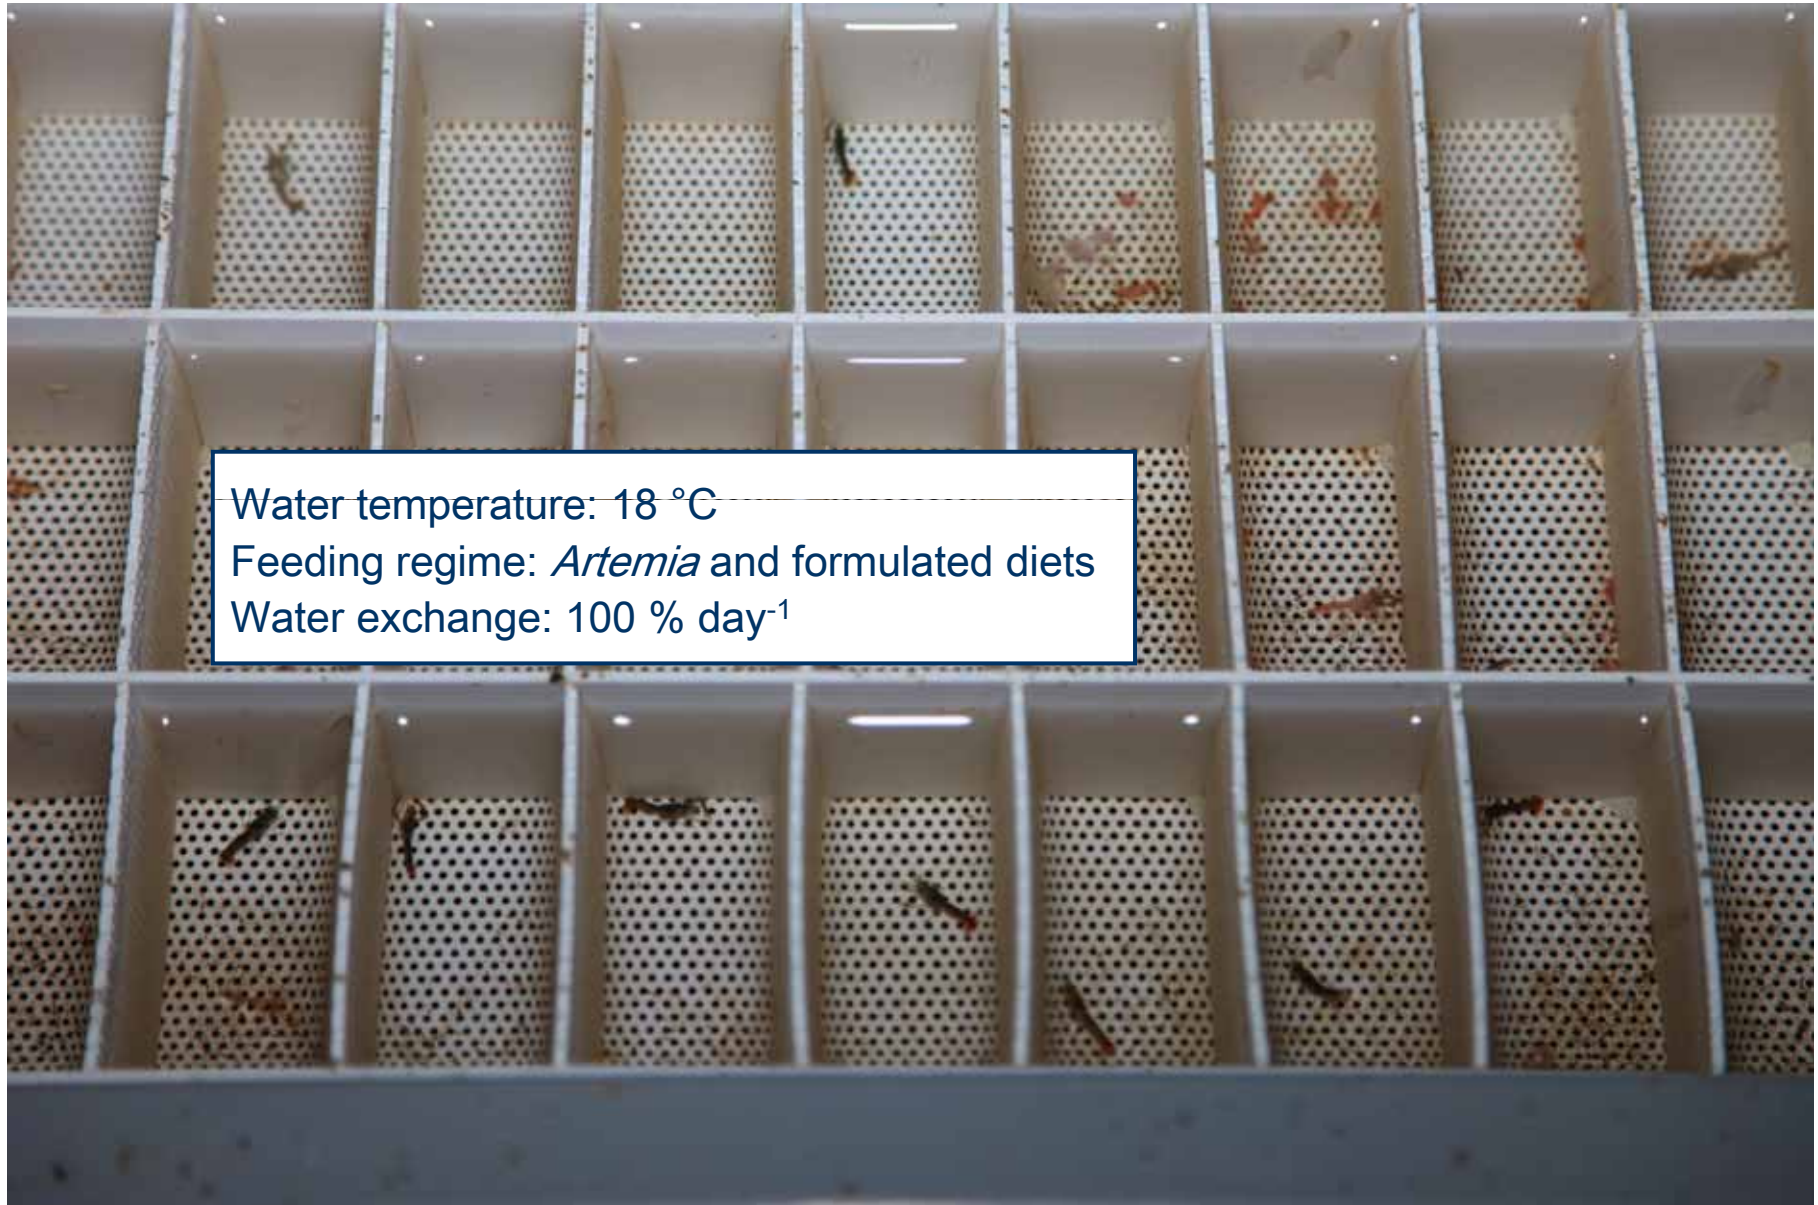 Water temperature: 18 °C
Feeding regime: Artemia and formulated diets
Water exchange: 100 % day-1